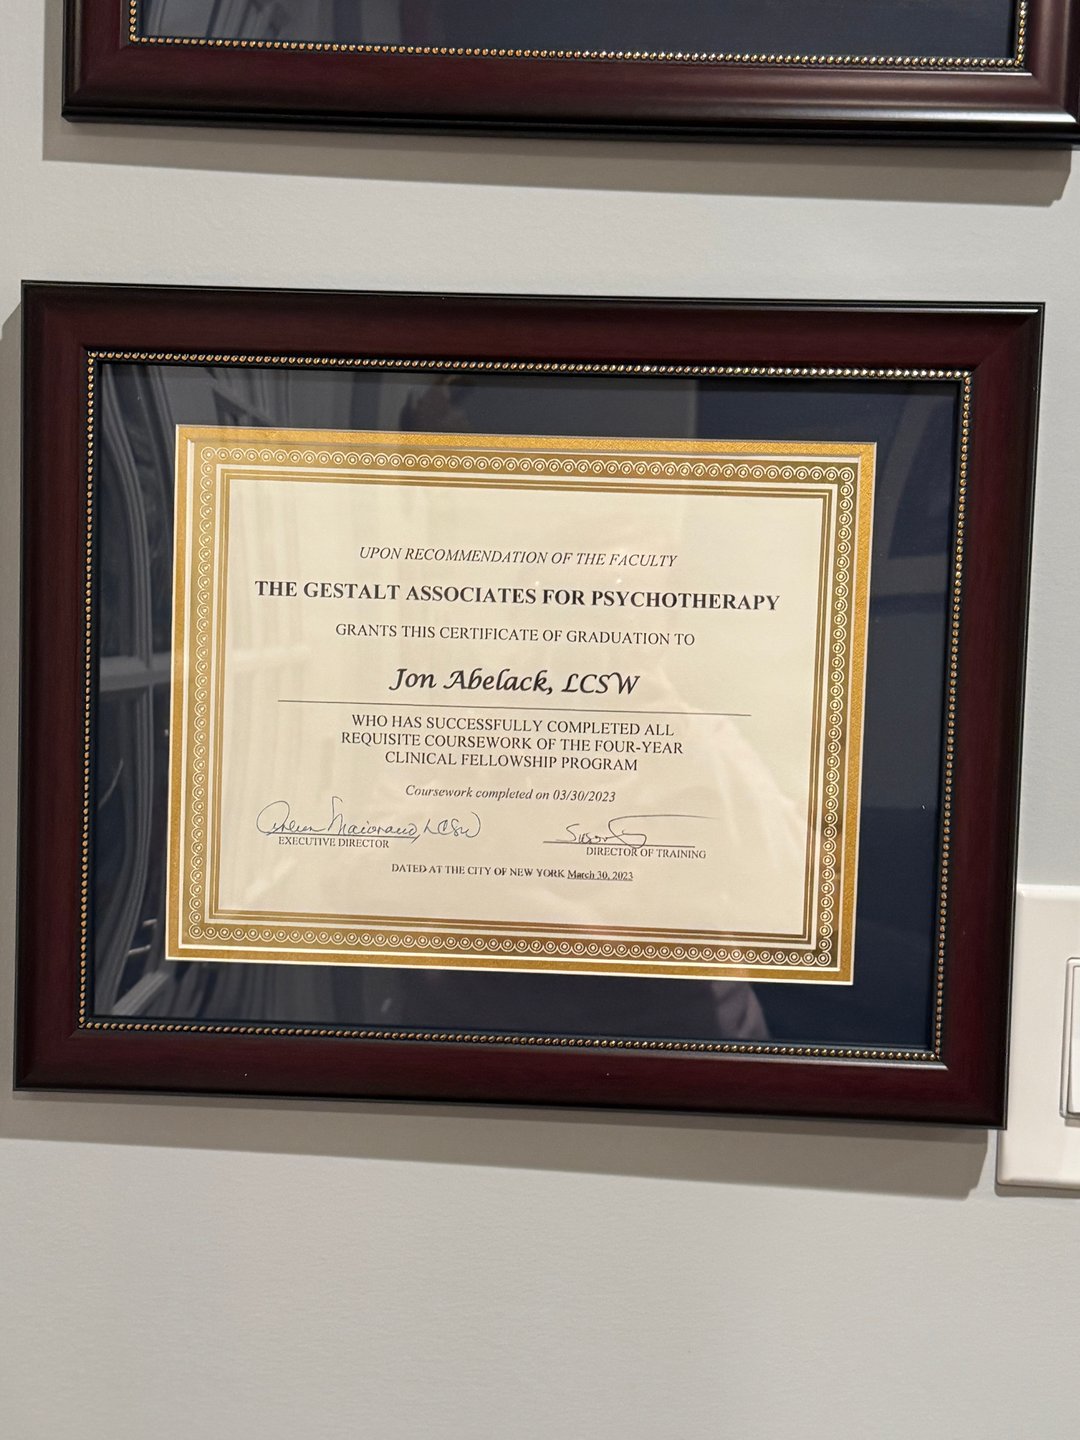 UPON RECOMMENDATION OF THE FACULTY
THE GESTALT ASSOCIATES FOR PSYCHOTHERAPY
GRANTS THIS CERTIFICATE OF GRADUATION TO
Jon Abelack, LCSW
WHO HAS SUCCESSFULLY COMPLETED ALL
REQUISITE COURSEWORK OF THE FOUR-YEAR
CLINICAL FELLOWSHIP PROGRAM
Coursework completed on 03/30/2023
Maiorano, LCSW
EXECUTIVE DIRECTOR
DIRECTOR OF TRAINING
DATED AT THE CITY OF NEW YORK March 30, 2023